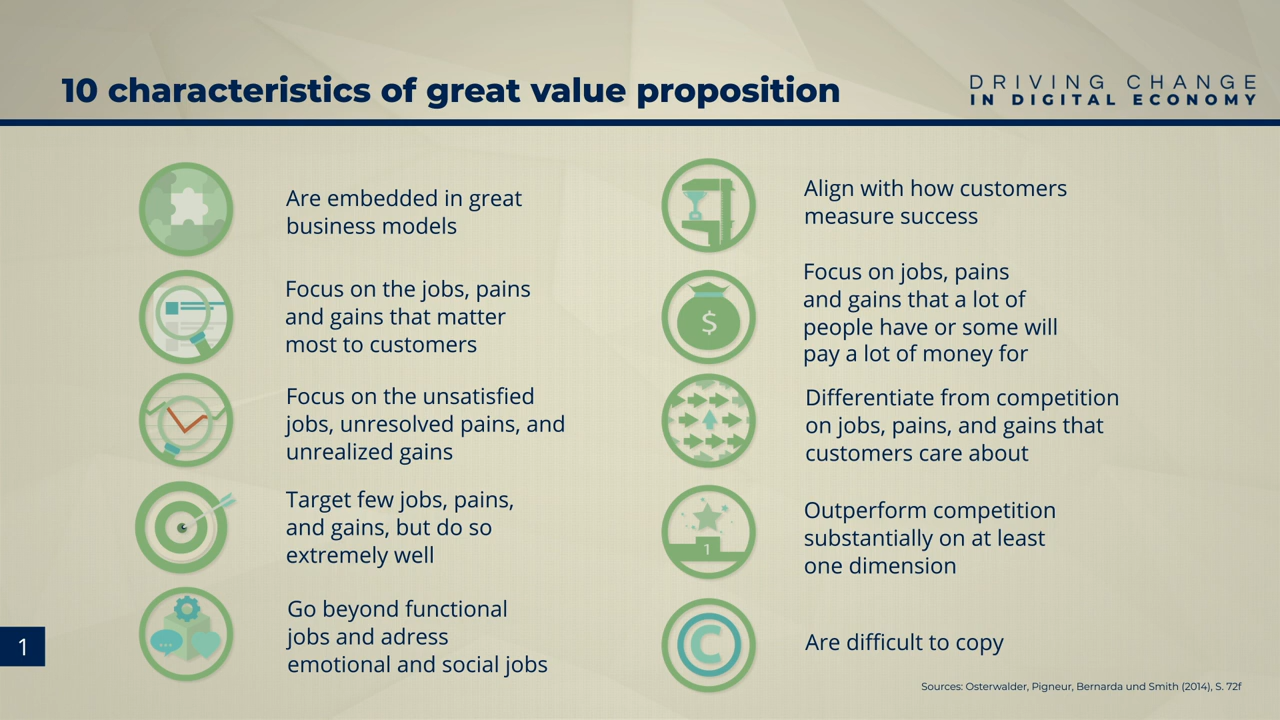 10 characteristics of great value proposition
DRIVING CHANGE
IN DIGITAL ECONOMY
Are embedded in great
business models
Focus on the jobs, pains
and gains that matter
most to customers
Focus on the unsatisfied
jobs, unresolved pains, and
unrealized gains
Target few jobs, pains,
and gains, but do so
extremely well
Go beyond functional
jobs and adress
emotional and social jobs
Align with how customers
measure success
$
Focus on jobs, pains
and gains that a lot of
people have or some will
pay a lot of money for
Differentiate from competition
on jobs, pains, and gains that
customers care about
1
Outperform competition
substantially on at least
one dimension
C
Are difficult to copy
1
Sources: Osterwalder, Pigneur, Bernarda und Smith (2014), S. 72f